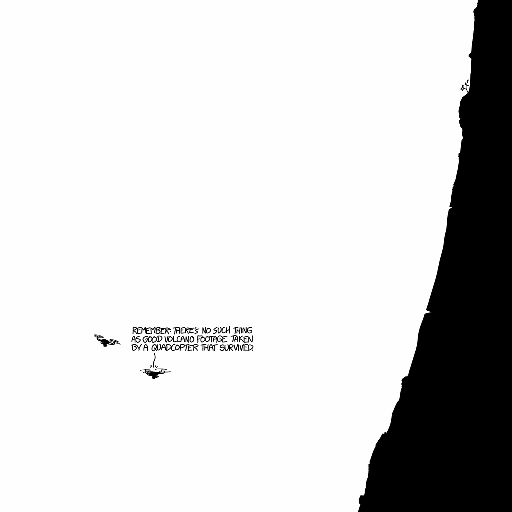 REMEMBER: THERE'S NO SUCH THING
AS GOOD VOLCANO FOOTAGE TAKEN
BY A QUADCOPTER THAT SURVIVED.